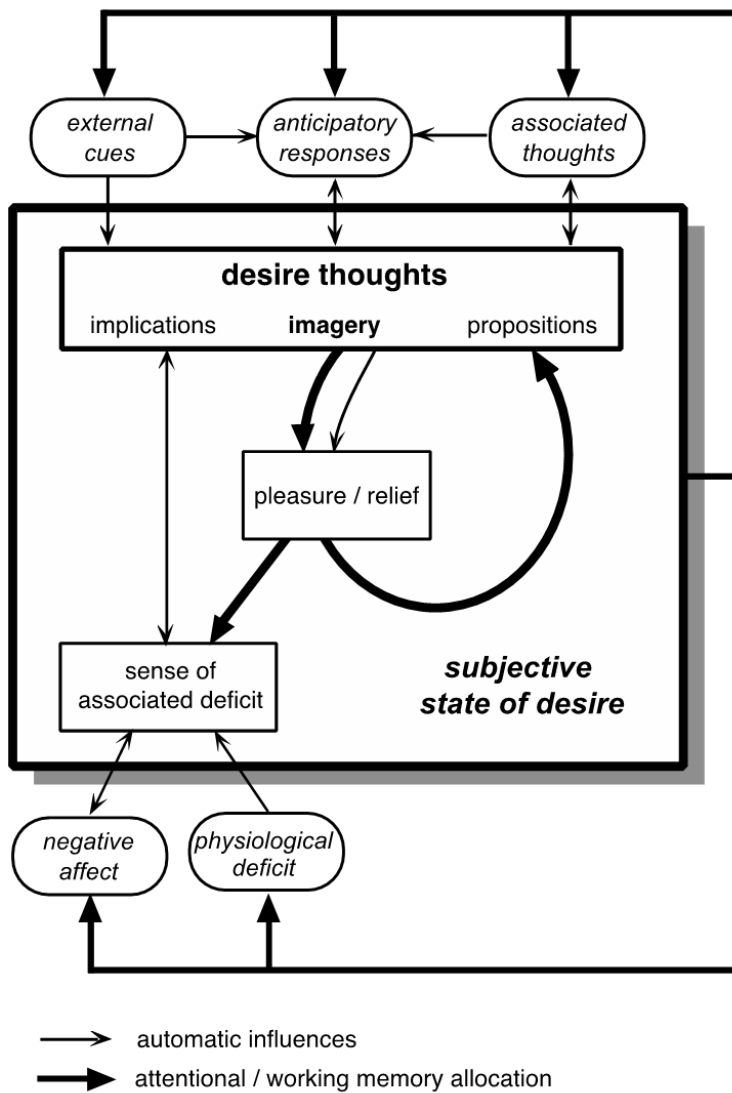 external
cues
anticipatory
responses
associated
thoughts
desire thoughts
implications
imagery
propositions
pleasure / relief
sense of
associated deficit
subjective
state of desire
negative
affect
physiological
deficit
automatic influences
attentional / working memory allocation